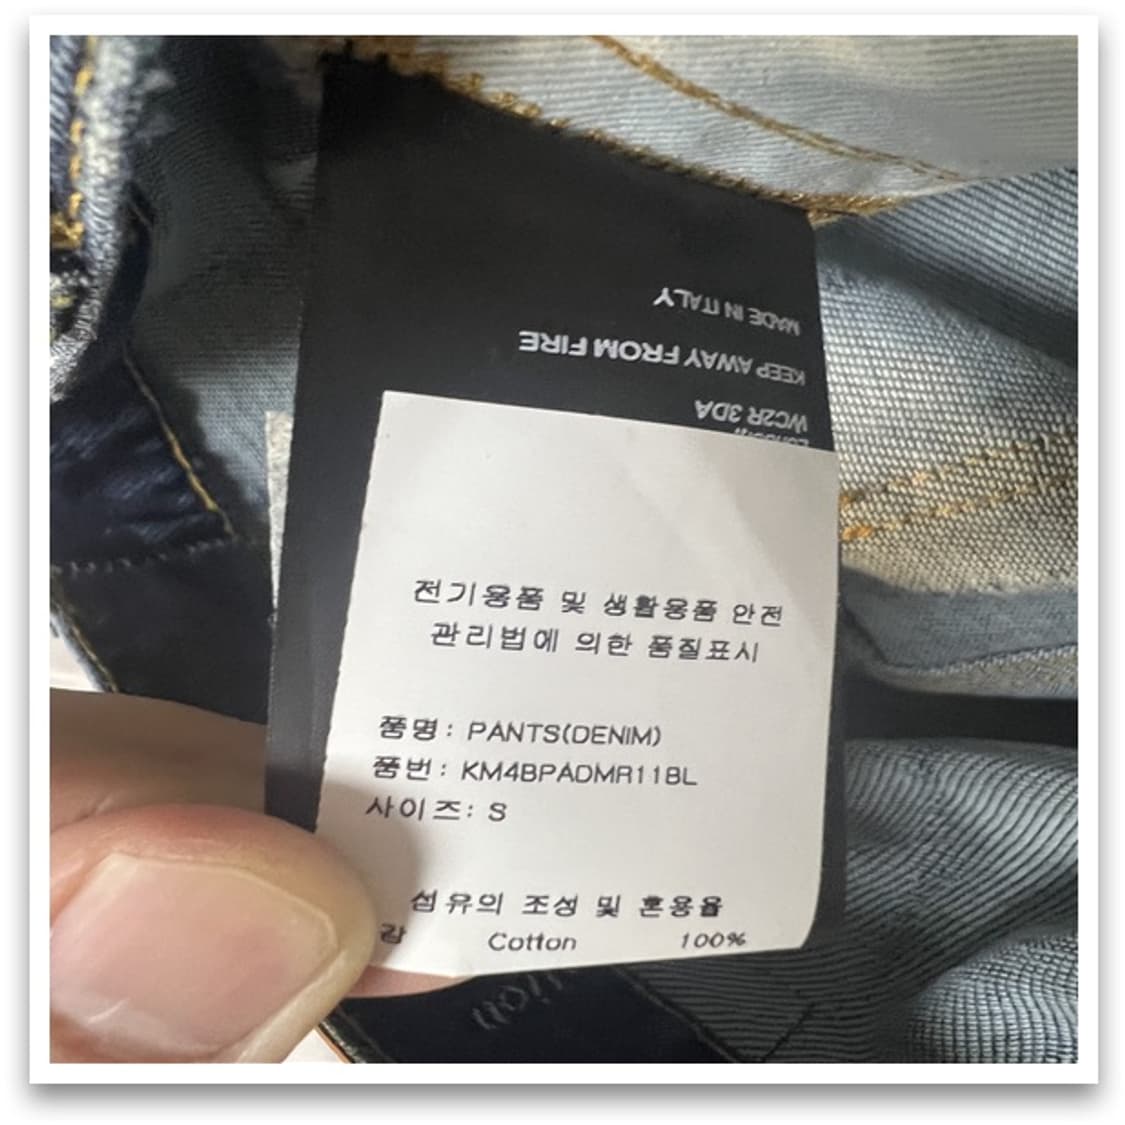 MADE IN ITALY
KEEP AWAY FROM FIRE
WC2R 3DA
전기용품 및 생활용품 안전
관리법에 의한 품질표시
품명: PANTS(DENIM)
품번: KM4BPADMR11BL
사이즈: S
섬유의 조성 및 혼용율
감 Cotton 100%